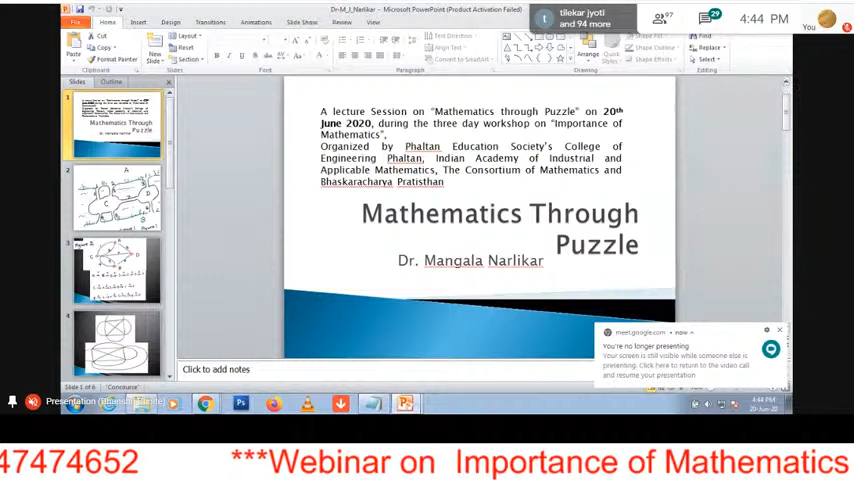 Dr-M_J_Narlikar - Microsoft PowerPoint (Product Activation Failed)
tilekar jyoti
and 94 more
97
29
4:44 PM
You
File
Home
Insert
Design
Transitions
Animations
Slide Show
Review
View
Cut
Copy
Format Painter
Paste
Clipboard
New
Slide
Layout
Reset
Section
Slides
Font
Paragraph
Text Direction
Align Text
Convert to SmartArt
Arrange
Quick
Shape Fill
Shape Outline
Shape Effects
Drawing
Find
Replace
Select
Editing
Slides
Outline
1
Mathematics Through
Puzzle
2
3
4
A lecture Session on “Mathematics through Puzzle” on 20th
June 2020, during the three day workshop on “Importance of
Mathematics”,
Organized by Phaltan Education Society’s College of
Engineering Phaltan, Indian Academy of Industrial and
Applicable Mathematics, The Consortium of Mathematics and
Bhaskaracharya Pratisthan
Mathematics Through
Puzzle
Dr. Mangala Narlikar
meet.google.com • now
You're no longer presenting
Your screen is still visible while someone else is
presenting. Click here to return to the video call
and resume your presentation
Click to add notes
Slide 1 of 6
"Concourse"
4:44 PM
20-Jun-20
47474652 ***Webinar on Importance of Mathematics